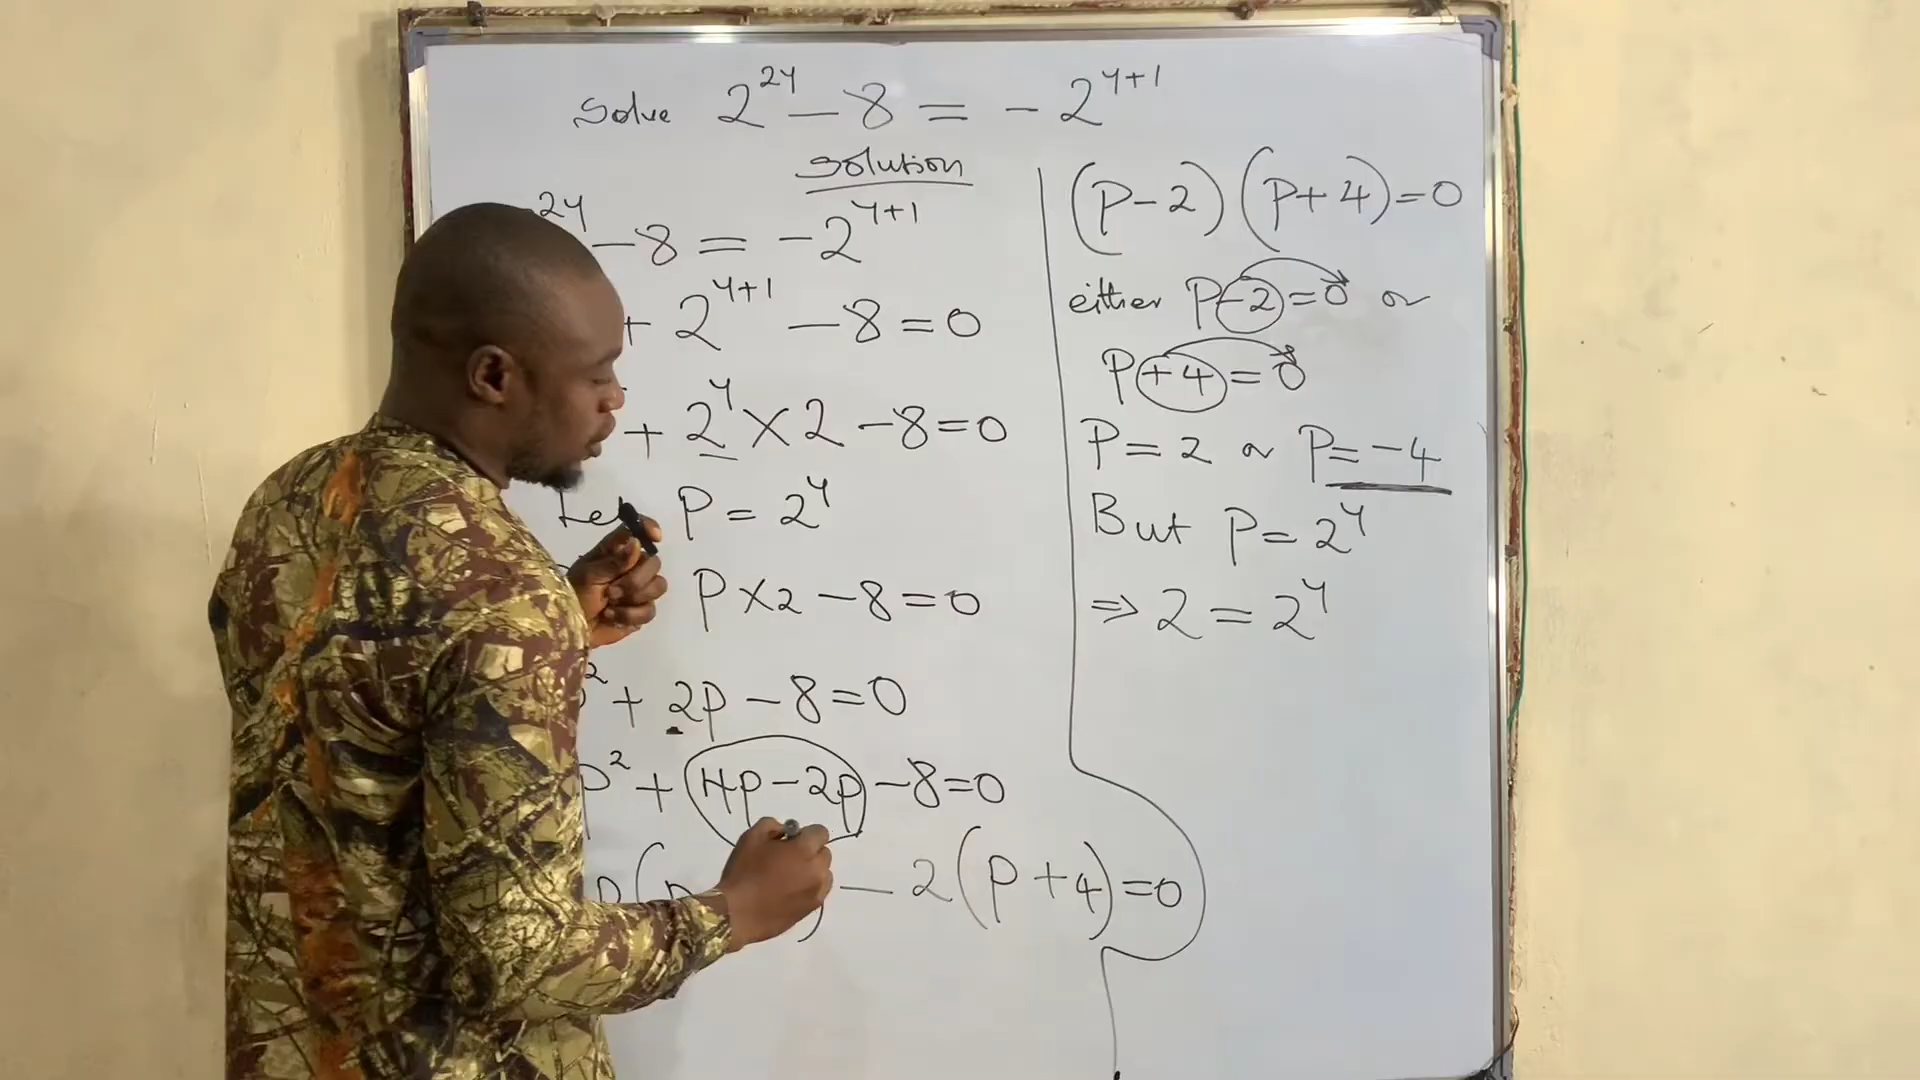 Solve 2^{2y} - 8 = -2^{y+1}
Solution
^{2y} - 8 = -2^{y+1}
+ 2^{y+1} - 8 = 0
+ 2^y × 2 - 8 = 0
Let P = 2^y
P × 2 - 8 = 0
^2 + 2P - 8 = 0
P^2 + 4P - 2P - 8 = 0
P(P ) - 2(P + 4) = 0
(P - 2)(P + 4) = 0
either P - 2 = 0 or
P + 4 = 0
P = 2 or P = -4
But P = 2^y
⇒ 2 = 2^y